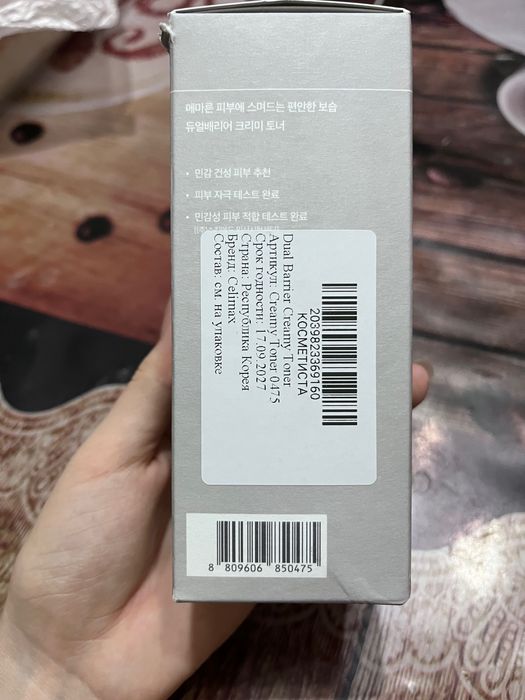 메마른 피부에 스며드는 편안한 보습
듀얼배리어 크리미 토너
• 민감 건성 피부 추천
• 피부 자극 테스트 완료
• 민감성 피부 적합 테스트 완료
2039823369160
КОСМЕТИСТА
Dual Barrier Creamy Toner
Артикул: Creamy Toner 0475
Срок годности: 17.09.2027
Страна: Республика Корея
Бренд: Celimax
Состав: см. на упаковке
8 809606 850475